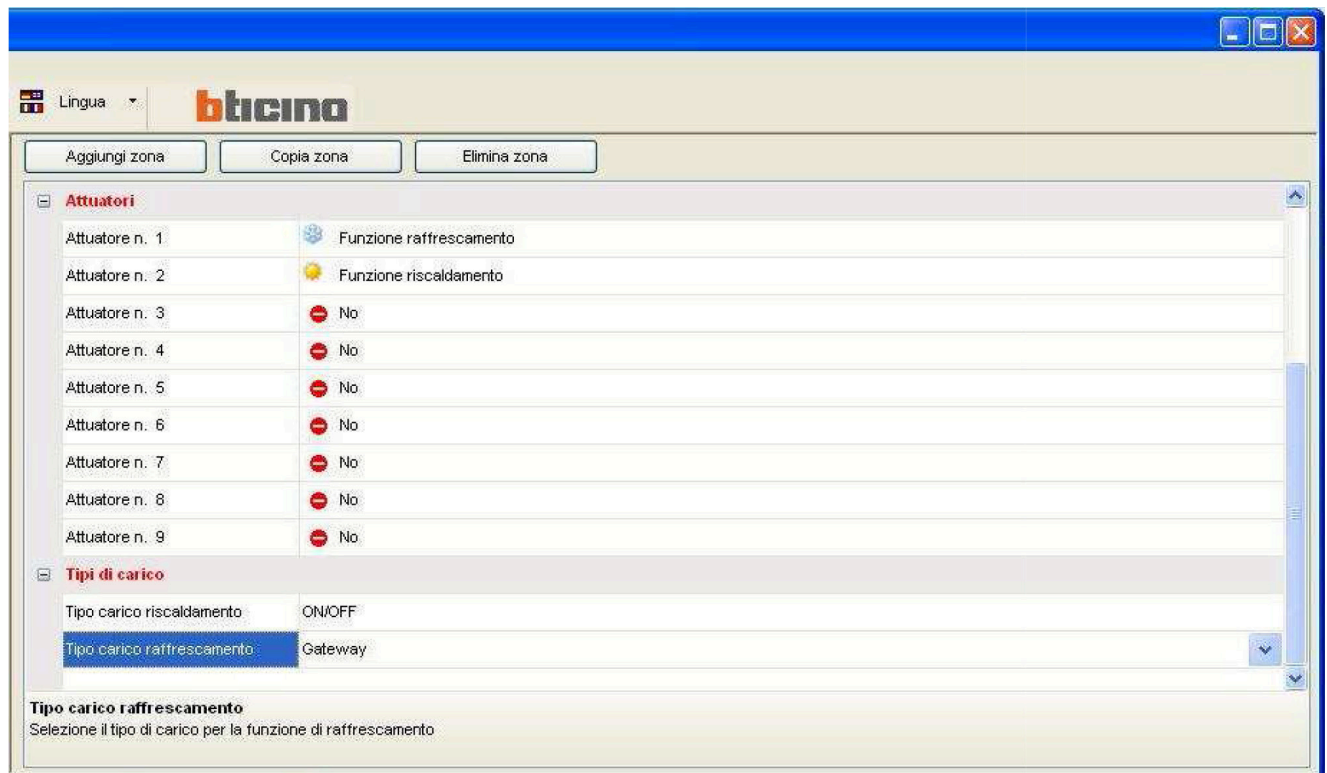 Lingua
bticino
Aggiungi zona Copia zona Elimina zona
Attuatori
Attuatore n. 1 Funzione raffrescamento
Attuatore n. 2 Funzione riscaldamento
Attuatore n. 3 No
Attuatore n. 4 No
Attuatore n. 5 No
Attuatore n. 6 No
Attuatore n. 7 No
Attuatore n. 8 No
Attuatore n. 9 No
Tipi di carico
Tipo carico riscaldamento ON/OFF
Tipo carico raffrescamento Gateway
Tipo carico raffrescamento
Selezione il tipo di carico per la funzione di raffrescamento